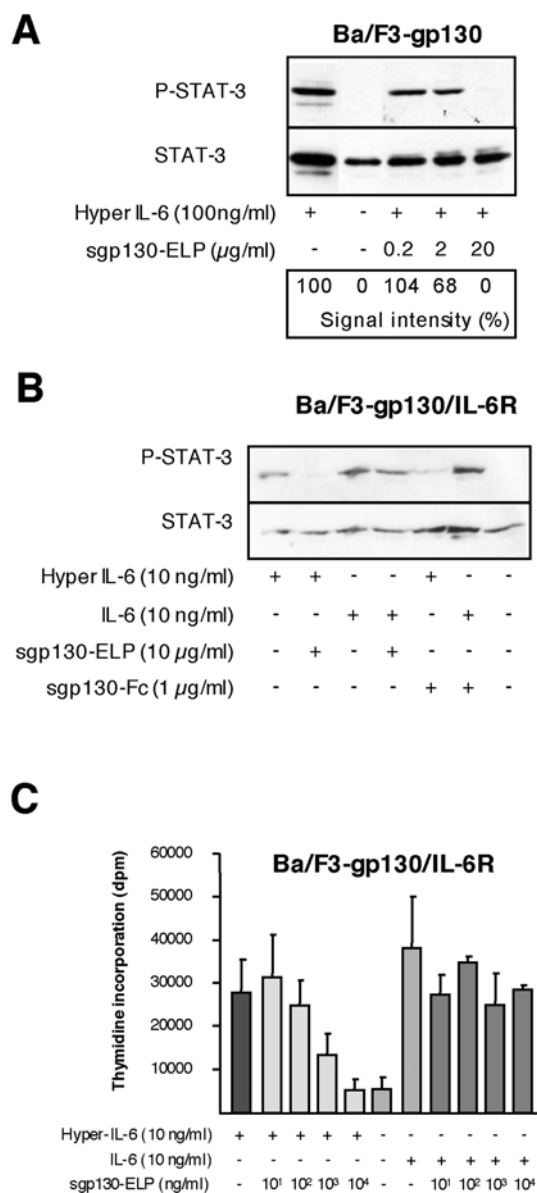 A
Ba/F3-gp130
P-STAT-3
STAT-3
Hyper IL-6 (100ng/ml) + - + + +
sgp130-ELP (µg/ml) - - 0.2 2 20
100 0 104 68 0
Signal intensity (%)
B
Ba/F3-gp130/IL-6R
P-STAT-3
STAT-3
Hyper IL-6 (10 ng/ml) + + - - + - -
IL-6 (10 ng/ml) - - + + - + -
sgp130-ELP (10 µg/ml) - + - + - - -
sgp130-Fc (1 µg/ml) - - - - + + -
C
Ba/F3-gp130/IL-6R
Thymidine incorporation (dpm)
60000
50000
40000
30000
20000
10000
Hyper-IL-6 (10 ng/ml) + + + + + - - - - - -
IL-6 (10 ng/ml) - - - - - - + + + + +
sgp130-ELP (ng/ml) - 10¹ 10² 10³ 10⁴ - - 10¹ 10² 10³ 10⁴